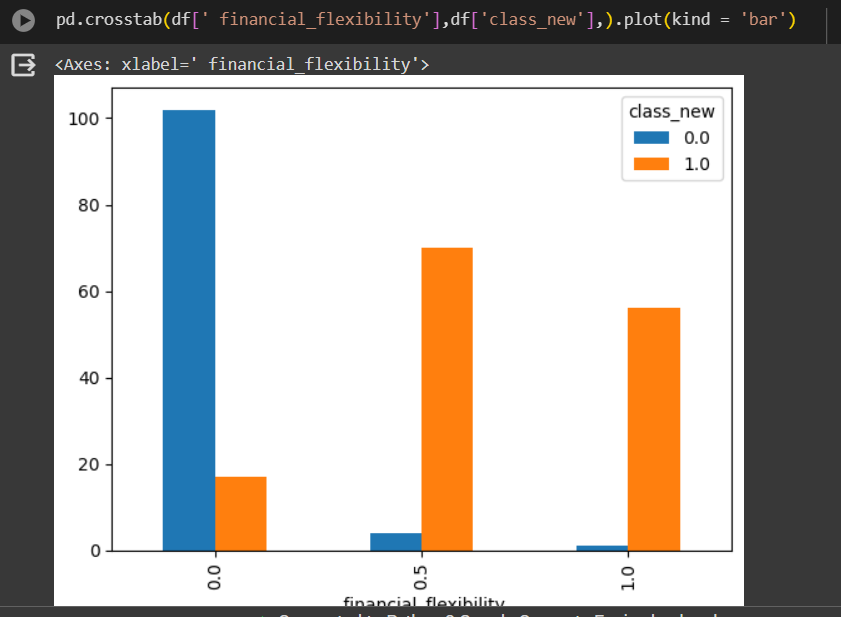 pd.crosstab(df[' financial_flexibility'],df['class_new'],).plot(kind = 'bar')
<Axes: xlabel=' financial_flexibility'>
class_new
0.0
1.0
100
80
60
40
20
0
0.0
0.5
1.0
financial_flexibility